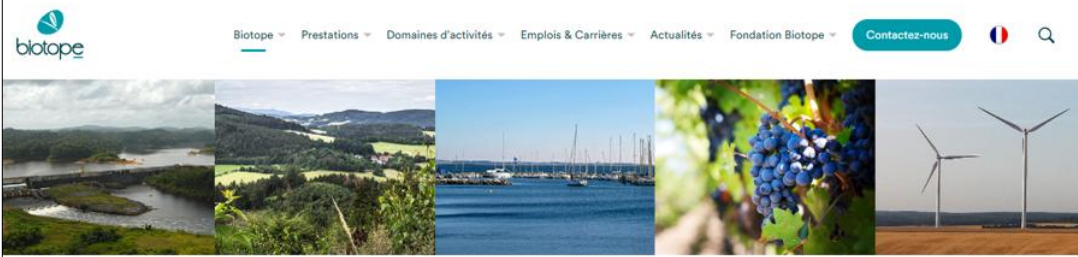 biotope
Biotope Prestations Domaines d'activités Emplois & Carrières Actualités Fondation Biotope Contactez-nous